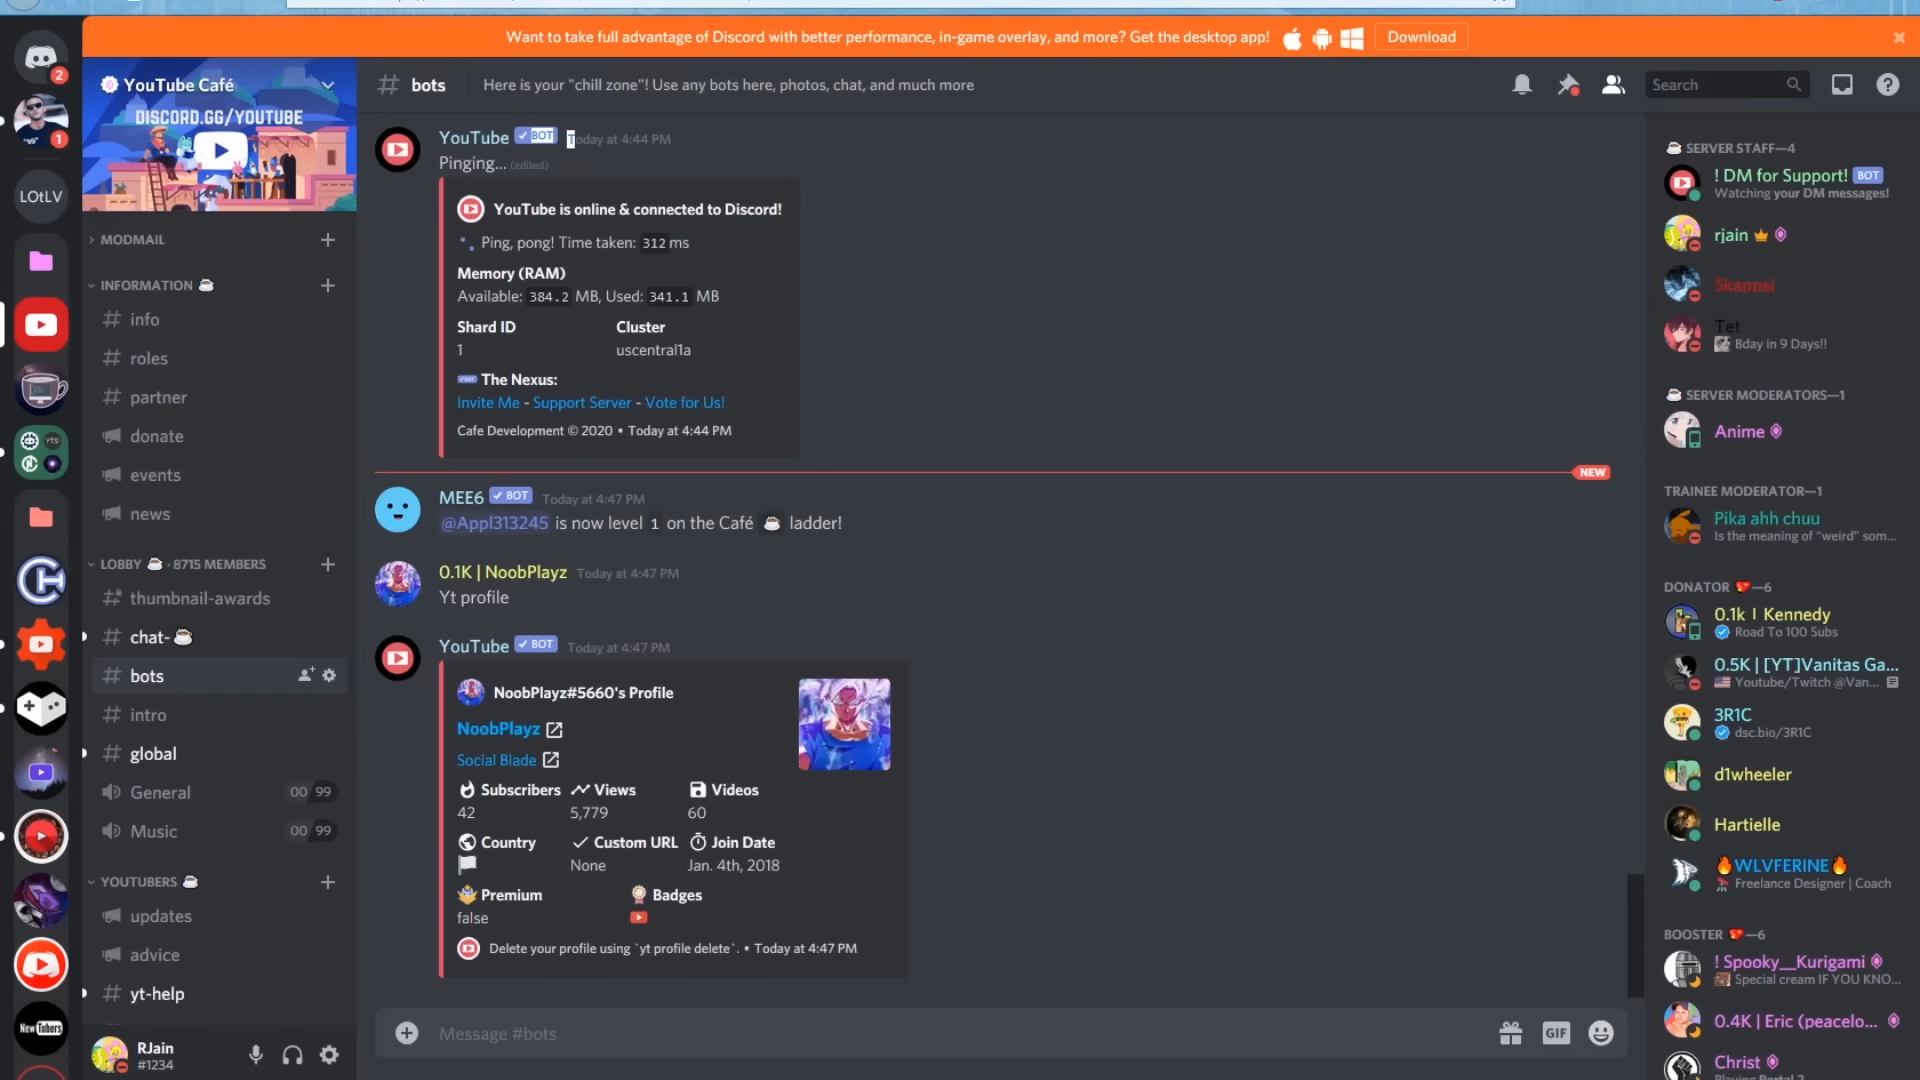 Want to take full advantage of Discord with better performance, in-game overlay, and more? Get the desktop app!
Download
2
1
LOtLV
YTS!
New Tubers
YouTube Café
DISCORD.GG/YOUTUBE
MODMAIL
INFORMATION ☕
info
roles
partner
donate
events
news
LOBBY ☕ · 8715 MEMBERS
thumbnail-awards
chat-☕
bots
intro
global
General 00 99
Music 00 99
YOUTUBERS ☕
updates
advice
yt-help
RJain
#1234
# bots
Here is your "chill zone"! Use any bots here, photos, chat, and much more
Search
YouTube ✓ BOT Today at 4:44 PM
Pinging... (edited)
YouTube is online & connected to Discord!
Ping, pong! Time taken: 312 ms
Memory (RAM)
Available: 384.2 MB, Used: 341.1 MB
Shard ID Cluster
1 uscentral1a
The Nexus:
Invite Me - Support Server - Vote for Us!
Cafe Development © 2020 • Today at 4:44 PM
NEW
MEE6 ✓ BOT Today at 4:47 PM
@Appl313245 is now level 1 on the Café ☕ ladder!
0.1K | NoobPlayz Today at 4:47 PM
Yt profile
YouTube ✓ BOT Today at 4:47 PM
NoobPlayz#5660's Profile
NoobPlayz
Social Blade
Subscribers Views Videos
42 5,779 60
Country Custom URL Join Date
None Jan. 4th, 2018
Premium Badges
false
Delete your profile using `yt profile delete`. • Today at 4:47 PM
Message #bots
GIF
☕ SERVER STAFF—4
! DM for Support! BOT
Watching your DM messages!
rjain
Skappsi
Tet
Bday in 9 Days!!
☕ SERVER MODERATORS—1
Anime
TRAINEE MODERATOR—1
Pika ahh chuu
Is the meaning of "weird" som...
DONATOR —6
0.1k | Kennedy
Road To 100 Subs
0.5K | [YT]Vanitas Ga...
Youtube/Twitch @Van...
3R1C
dsc.bio/3R1C
d1wheeler
Hartielle
🔥WLVFERINE🔥
Freelance Designer | Coach
BOOSTER —6
! Spooky__Kurigami
Special cream IF YOU KNO...
0.4K | Eric (peacelo...
Christ
Playing Portal 2